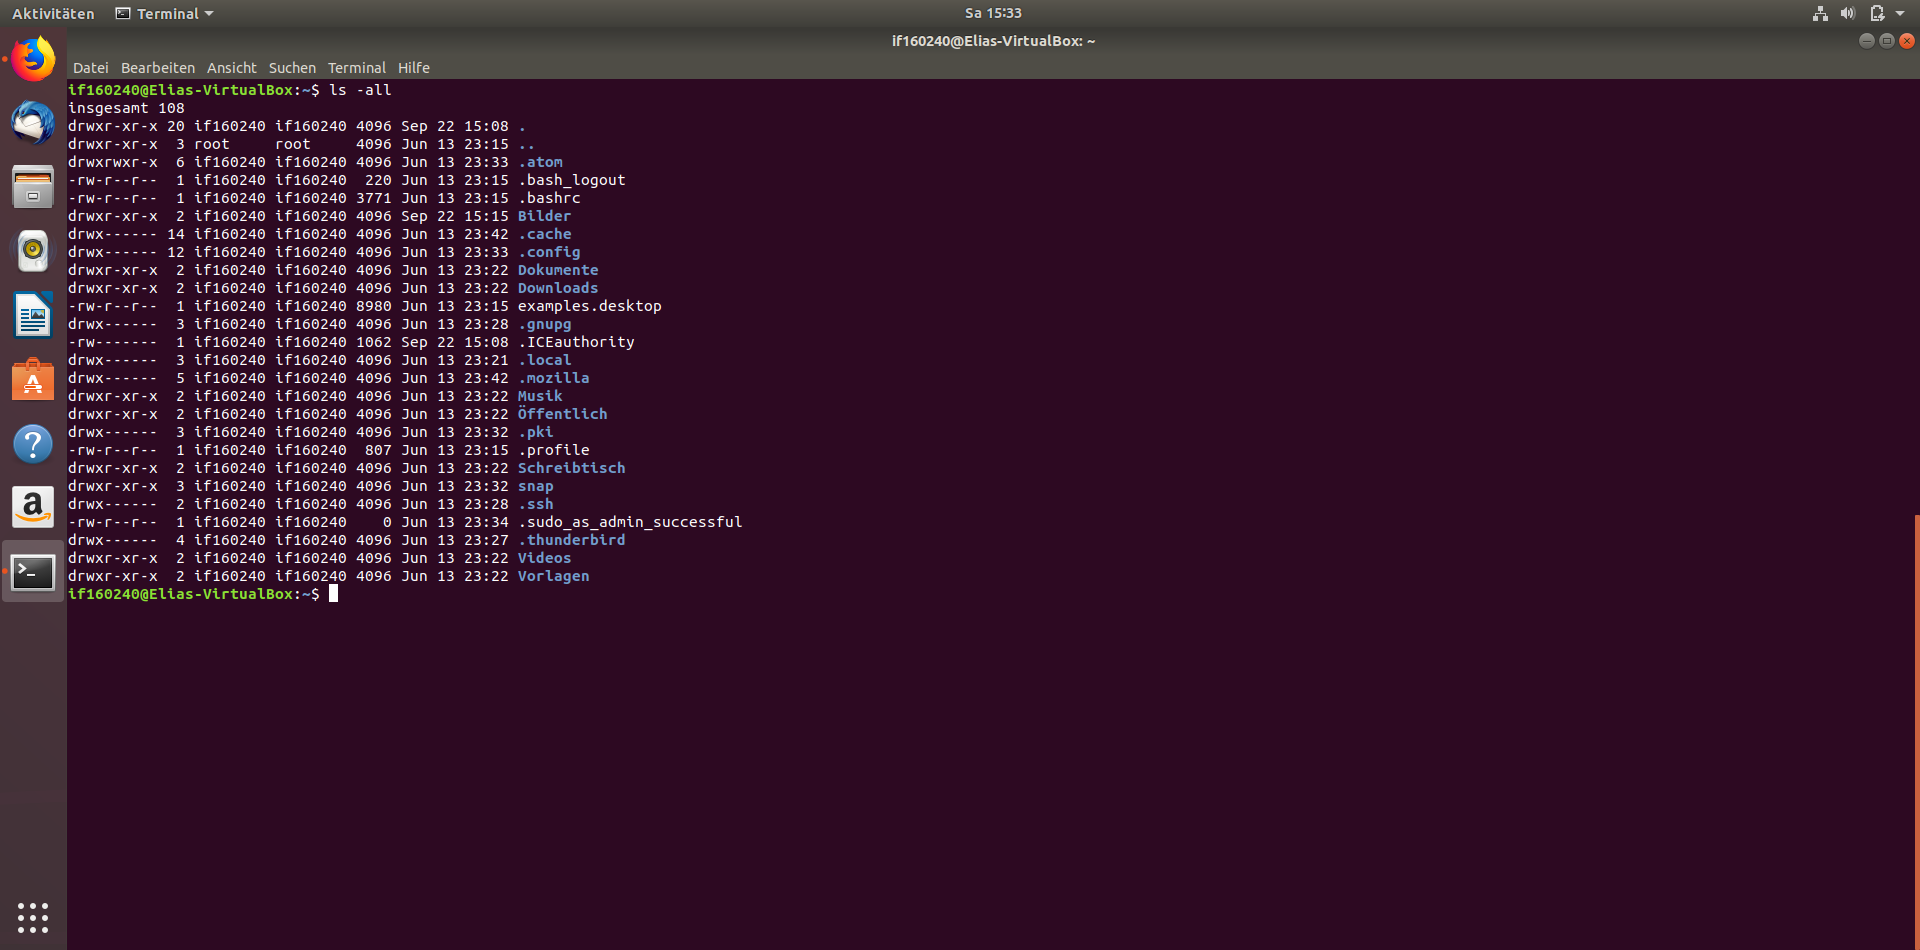 Aktivitäten Terminal Sa 15:33
if160240@Elias-VirtualBox: ~
Datei Bearbeiten Ansicht Suchen Terminal Hilfe
if160240@Elias-VirtualBox:~$ ls -all
insgesamt 108
drwxr-xr-x 20 if160240 if160240 4096 Sep 22 15:08 .
drwxr-xr-x  3 root     root     4096 Jun 13 23:15 ..
drwxrwxr-x  6 if160240 if160240 4096 Jun 13 23:33 .atom
-rw-r--r--  1 if160240 if160240  220 Jun 13 23:15 .bash_logout
-rw-r--r--  1 if160240 if160240 3771 Jun 13 23:15 .bashrc
drwxr-xr-x  2 if160240 if160240 4096 Sep 22 15:15 Bilder
drwx------ 14 if160240 if160240 4096 Jun 13 23:42 .cache
drwx------ 12 if160240 if160240 4096 Jun 13 23:33 .config
drwxr-xr-x  2 if160240 if160240 4096 Jun 13 23:22 Dokumente
drwxr-xr-x  2 if160240 if160240 4096 Jun 13 23:22 Downloads
-rw-r--r--  1 if160240 if160240 8980 Jun 13 23:15 examples.desktop
drwx------  3 if160240 if160240 4096 Jun 13 23:28 .gnupg
-rw-------  1 if160240 if160240 1062 Sep 22 15:08 .ICEauthority
drwx------  3 if160240 if160240 4096 Jun 13 23:21 .local
drwx------  5 if160240 if160240 4096 Jun 13 23:42 .mozilla
drwxr-xr-x  2 if160240 if160240 4096 Jun 13 23:22 Musik
drwxr-xr-x  2 if160240 if160240 4096 Jun 13 23:22 Öffentlich
drwx------  3 if160240 if160240 4096 Jun 13 23:32 .pki
-rw-r--r--  1 if160240 if160240  807 Jun 13 23:15 .profile
drwxr-xr-x  2 if160240 if160240 4096 Jun 13 23:22 Schreibtisch
drwxr-xr-x  3 if160240 if160240 4096 Jun 13 23:32 snap
drwx------  2 if160240 if160240 4096 Jun 13 23:28 .ssh
-rw-r--r--  1 if160240 if160240    0 Jun 13 23:34 .sudo_as_admin_successful
drwx------  4 if160240 if160240 4096 Jun 13 23:27 .thunderbird
drwxr-xr-x  2 if160240 if160240 4096 Jun 13 23:22 Videos
drwxr-xr-x  2 if160240 if160240 4096 Jun 13 23:22 Vorlagen
if160240@Elias-VirtualBox:~$